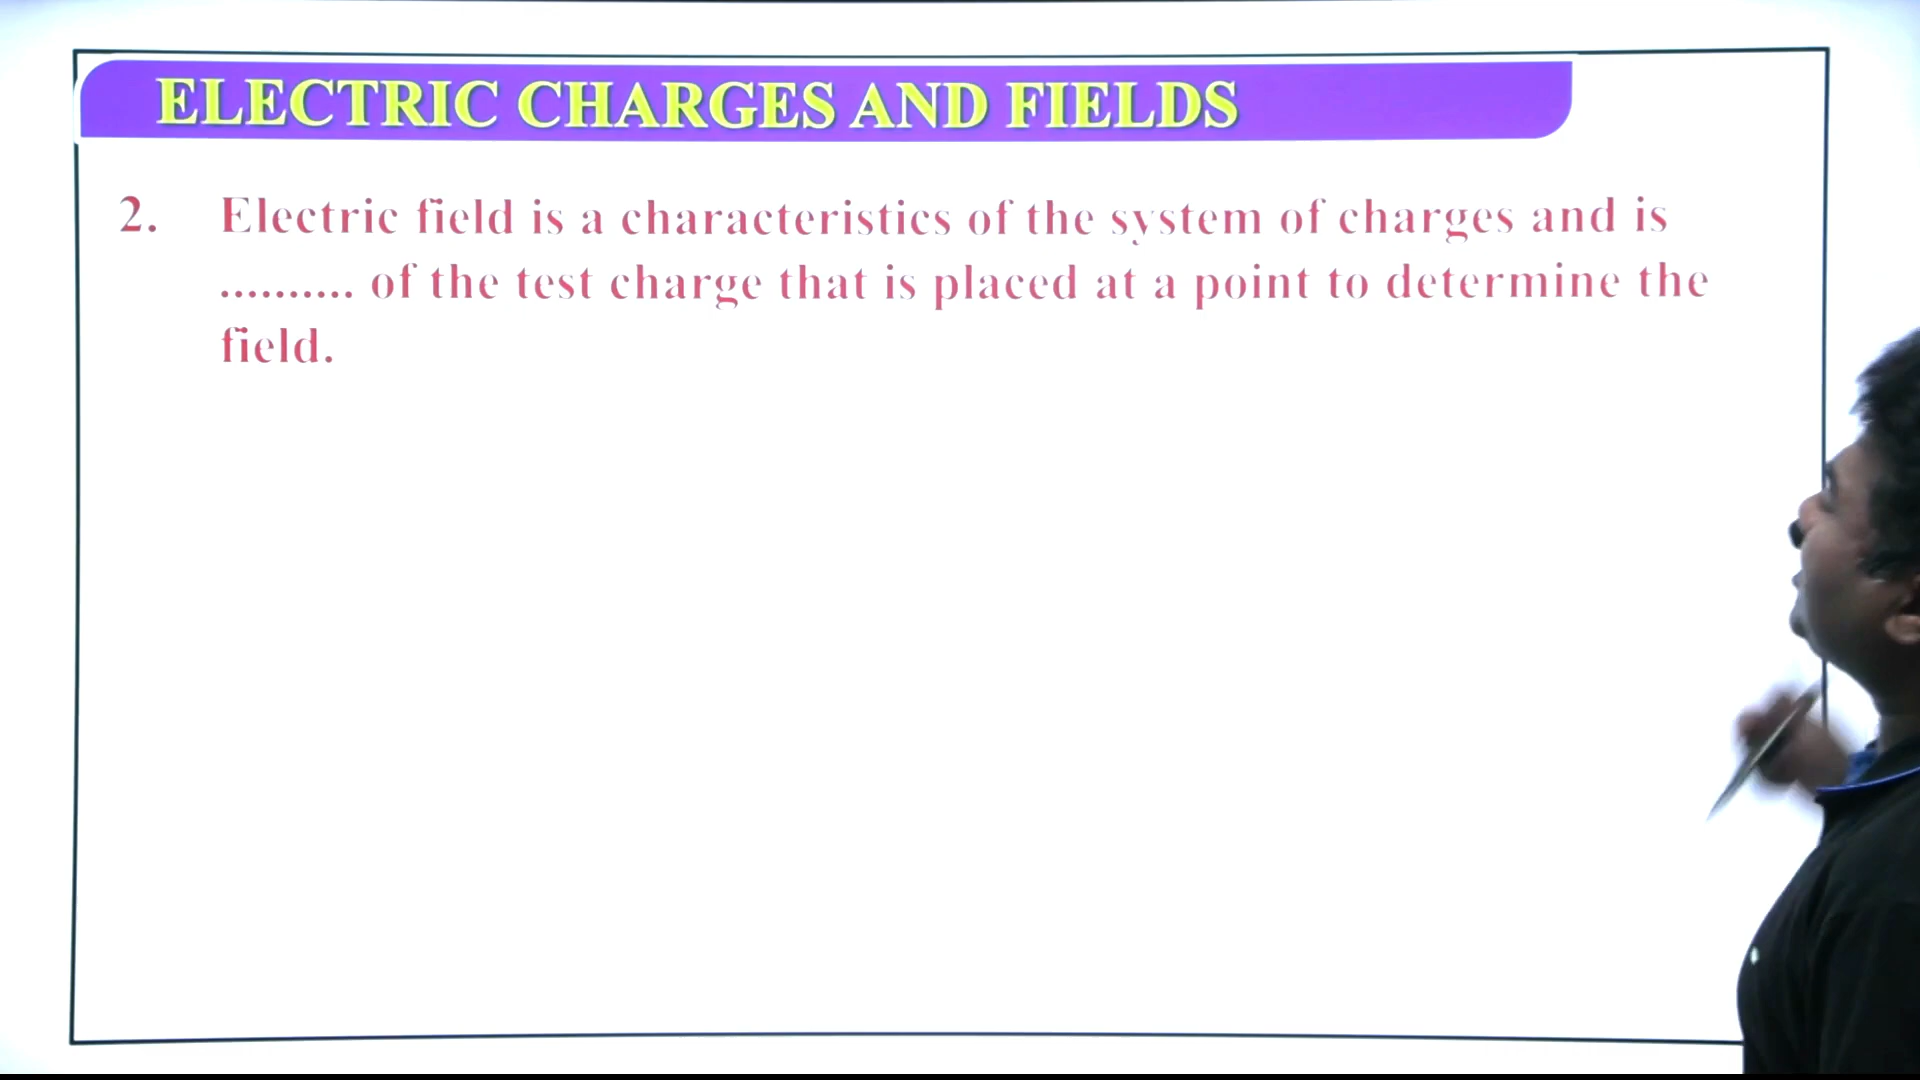 ELECTRIC CHARGES AND FIELDS
2. Electric field is a characteristics of the system of charges and is
.......... of the test charge that is placed at a point to determine the
field.